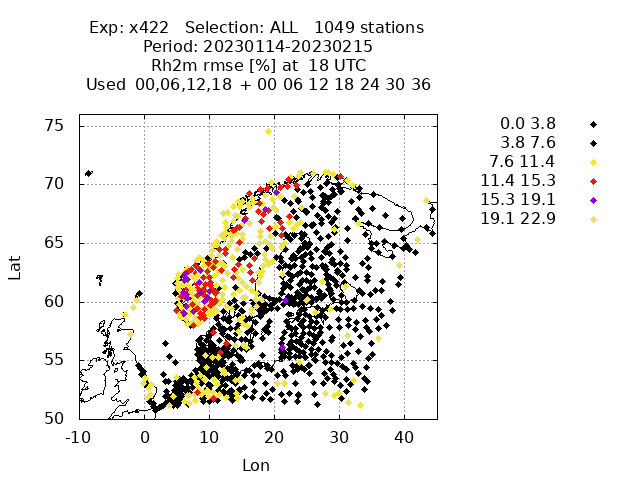 Exp: x422 Selection: ALL 1049 stations
Period: 20230114-20230215
Rh2m rmse [%] at 18 UTC
Used 00,06,12,18 + 00 06 12 18 24 30 36
0.0 3.8
3.8 7.6
7.6 11.4
11.4 15.3
15.3 19.1
19.1 22.9
75
70
65
60
55
50
Lat
-10 0 10 20 30 40
Lon